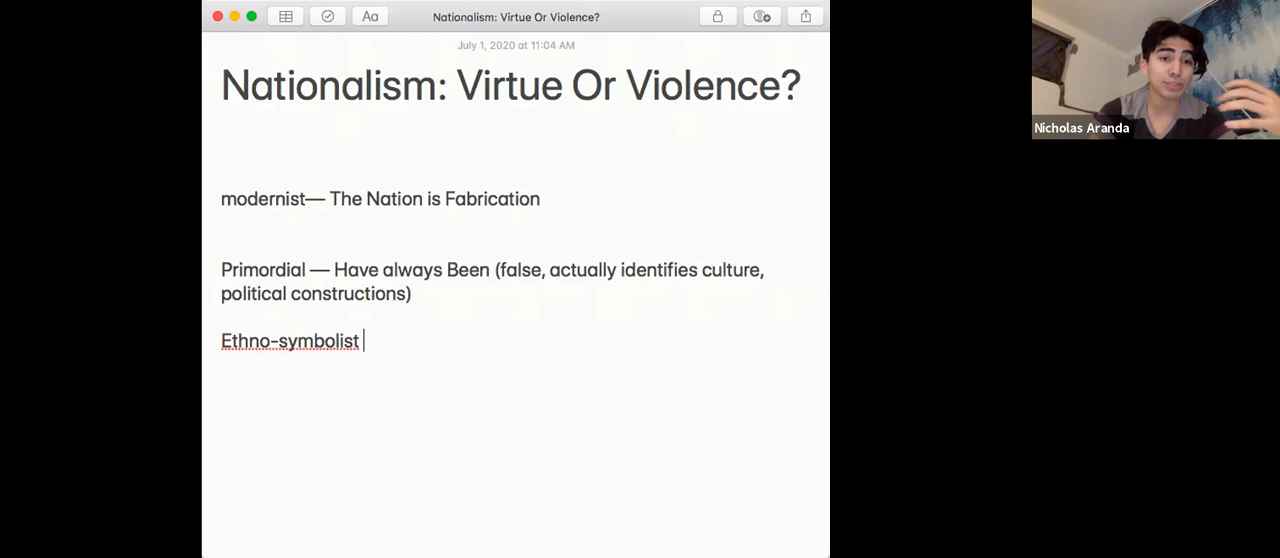 Aa
Nationalism: Virtue Or Violence?
July 1, 2020 at 11:04 AM
Nationalism: Virtue Or Violence?
Nicholas Aranda
modernist— The Nation is Fabrication
Primordial — Have always Been (false, actually identifies culture,
political constructions)
Ethno-symbolist